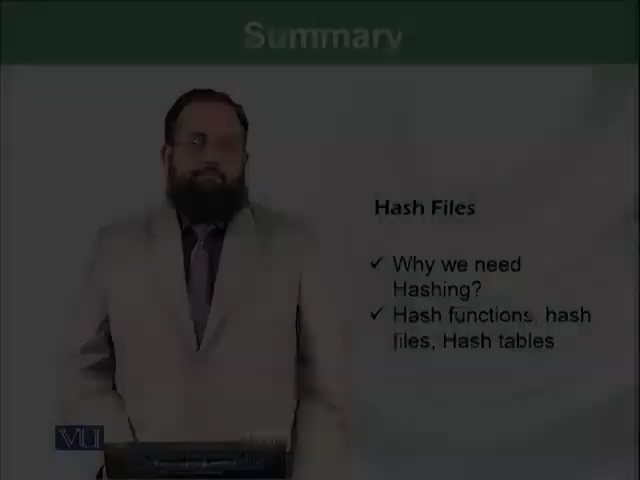 Summary
Hash Files
✓ Why we need
Hashing?
✓ Hash functions, hash
files, Hash tables
VU